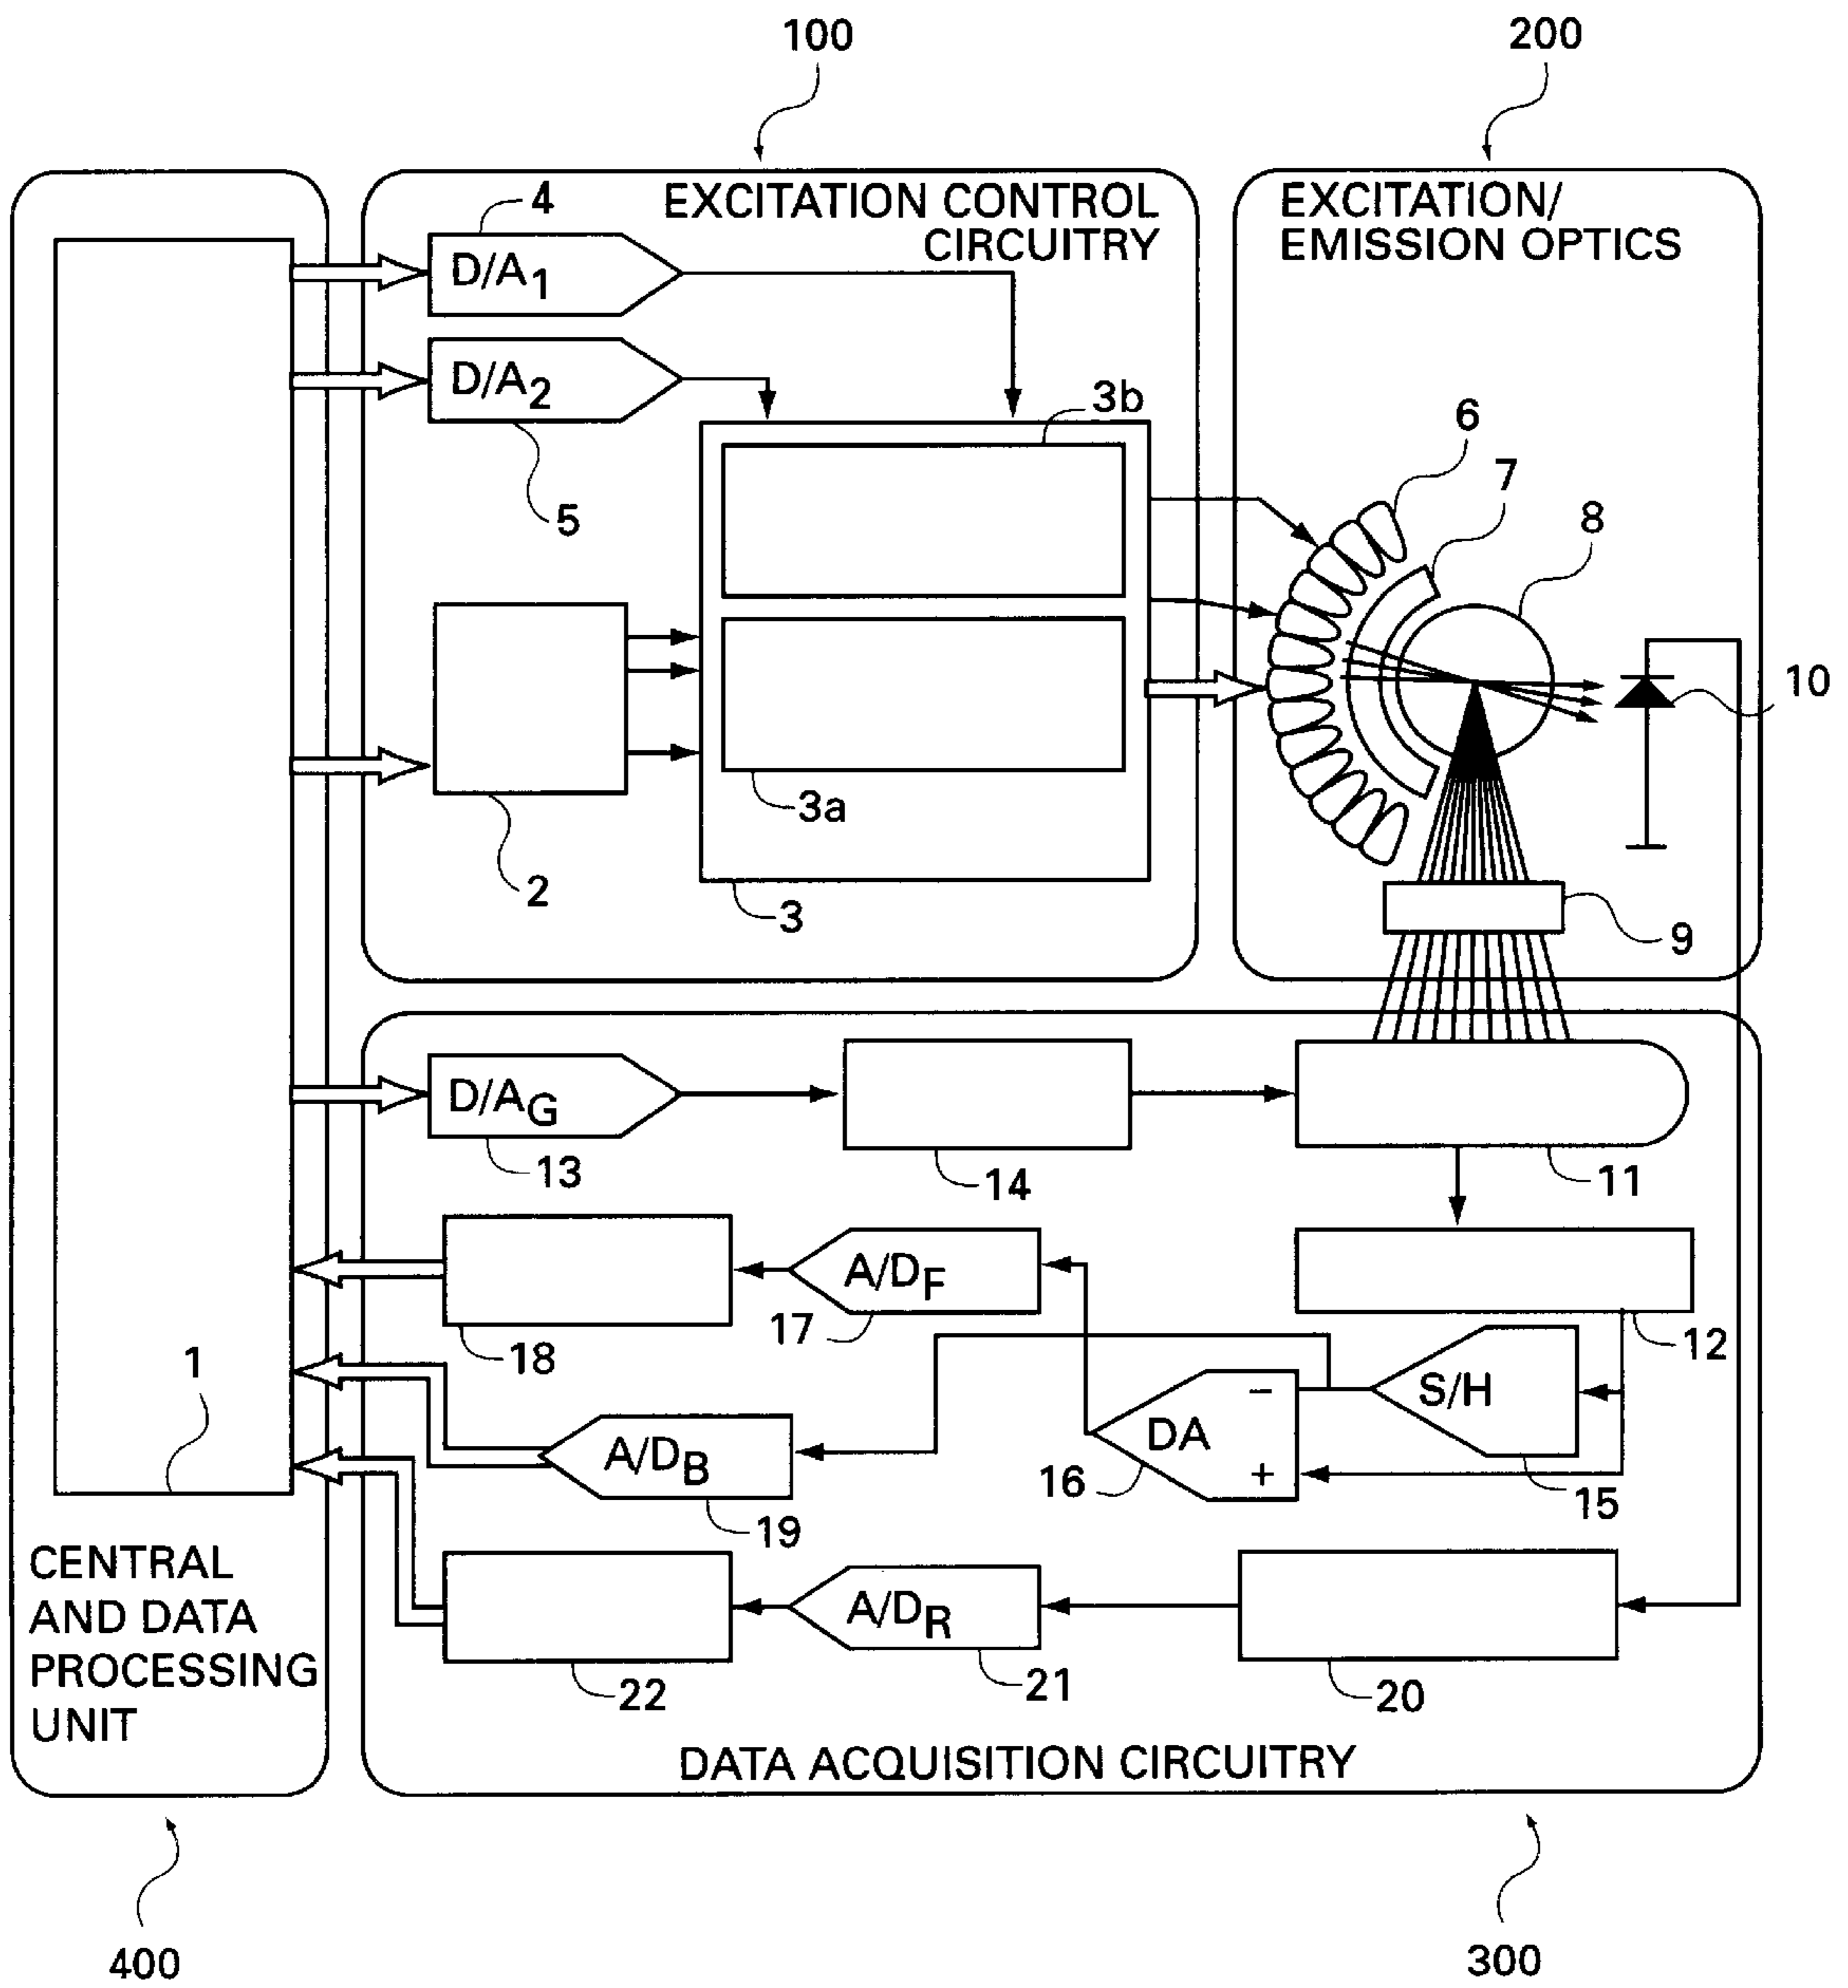 100
200
EXCITATION CONTROL
CIRCUITRY
EXCITATION/
EMISSION OPTICS
4
D/A1
D/A2
5
3b
6
7
8
10
2
3a
3
9
D/AG
13
14
11
A/DF
17
18
12
1
S/H
−
DA
+
16
15
A/DB
19
CENTRAL
AND DATA
PROCESSING
UNIT
A/DR
22
21
20
DATA ACQUISITION CIRCUITRY
400
300